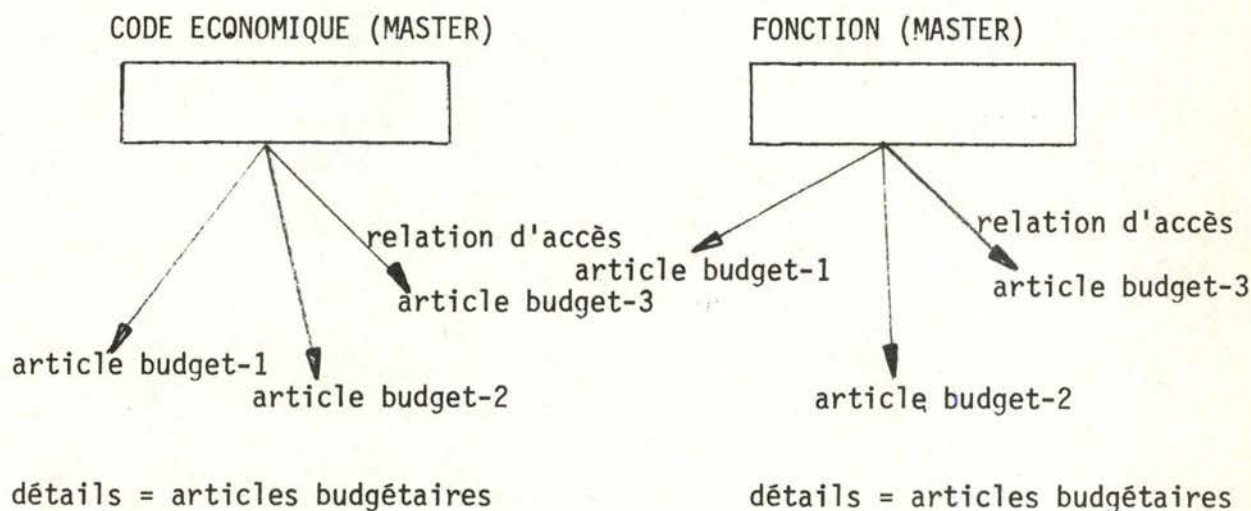 CODE ECONOMIQUE (MASTER)
FONCTION (MASTER)
relation d'accès
article budget-3
article budget-1
article budget-2
relation d'accès
article budget-1
article budget-3
article budget-2
détails = articles budgétaires
détails = articles budgétaires